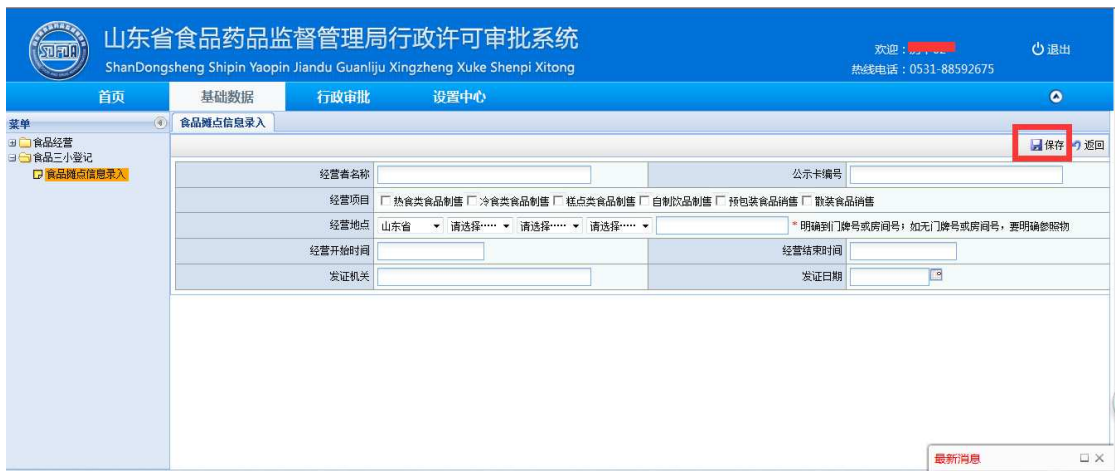 SDFDA
山东省食品药品监督管理局行政许可审批系统
ShanDongsheng Shipin Yaopin Jiandu Guanliju Xingzheng Xuke Shenpi Xitong
欢迎：
退出
热线电话：0531-88592675
首页 基础数据 行政审批 设置中心
菜单
食品经营
食品三小登记
食品摊点信息录入
食品摊点信息录入
保存 返回
经营者名称 公示卡编号
经营项目 热食类食品制售 冷食类食品制售 糕点类食品制售 自制饮品制售 预包装食品销售 散装食品销售
经营地点 山东省 请选择····· 请选择····· 请选择····· * 明确到门牌号或房间号；如无门牌号或房间号，要明确参照物
经营开始时间 经营结束时间
发证机关 发证日期
最新消息